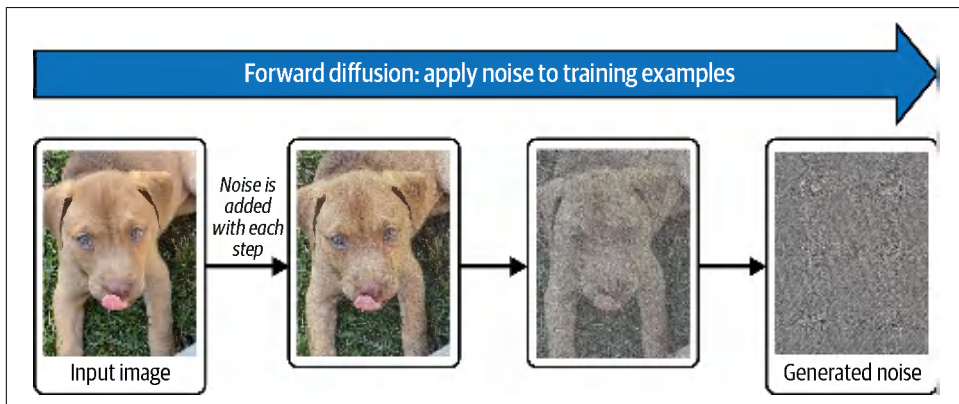 Forward diffusion: apply noise to training examples
Noise is
added
with each
step
Input image
Generated noise